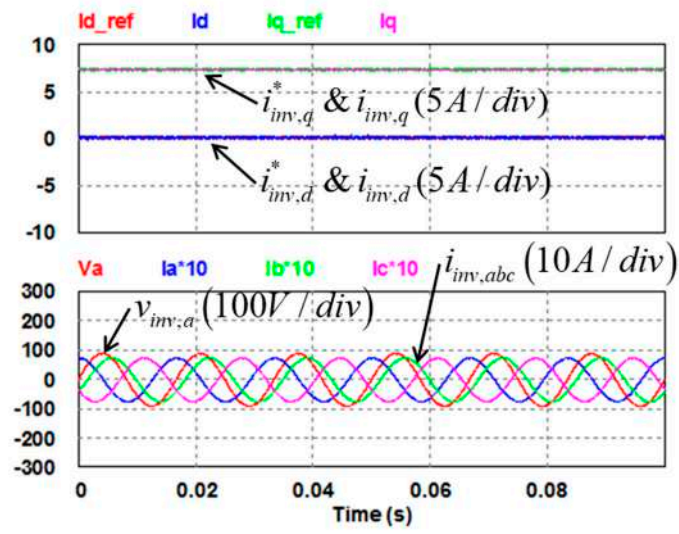 Id_ref Id Iq_ref Iq
10
5
0
-5
-10
i*inv,q & iinv,q (5A/div)
i*inv,d & iinv,d (5A/div)
Va Ia*10 Ib*10 Ic*10
iinv,abc (10A/div)
vinv,a (100V/div)
300
200
100
0
-100
-200
-300
0 0.02 0.04 0.06 0.08
Time (s)